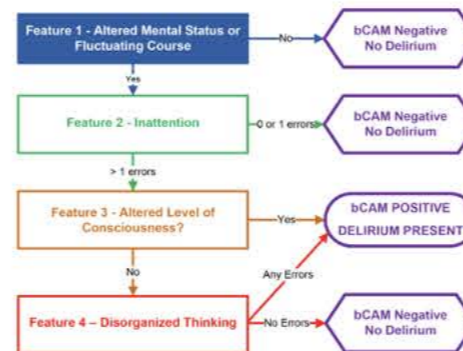 Feature 1 - Altered Mental Status or
Fluctuating Course
No
bCAM Negative
No Delirium
Yes
Feature 2 - Inattention
0 or 1 errors
bCAM Negative
No Delirium
> 1 errors
Feature 3 - Altered Level of
Consciousness?
Yes
bCAM POSITIVE
DELIRIUM PRESENT
No
Any Errors
Feature 4 – Disorganized Thinking
No Errors
bCAM Negative
No Delirium